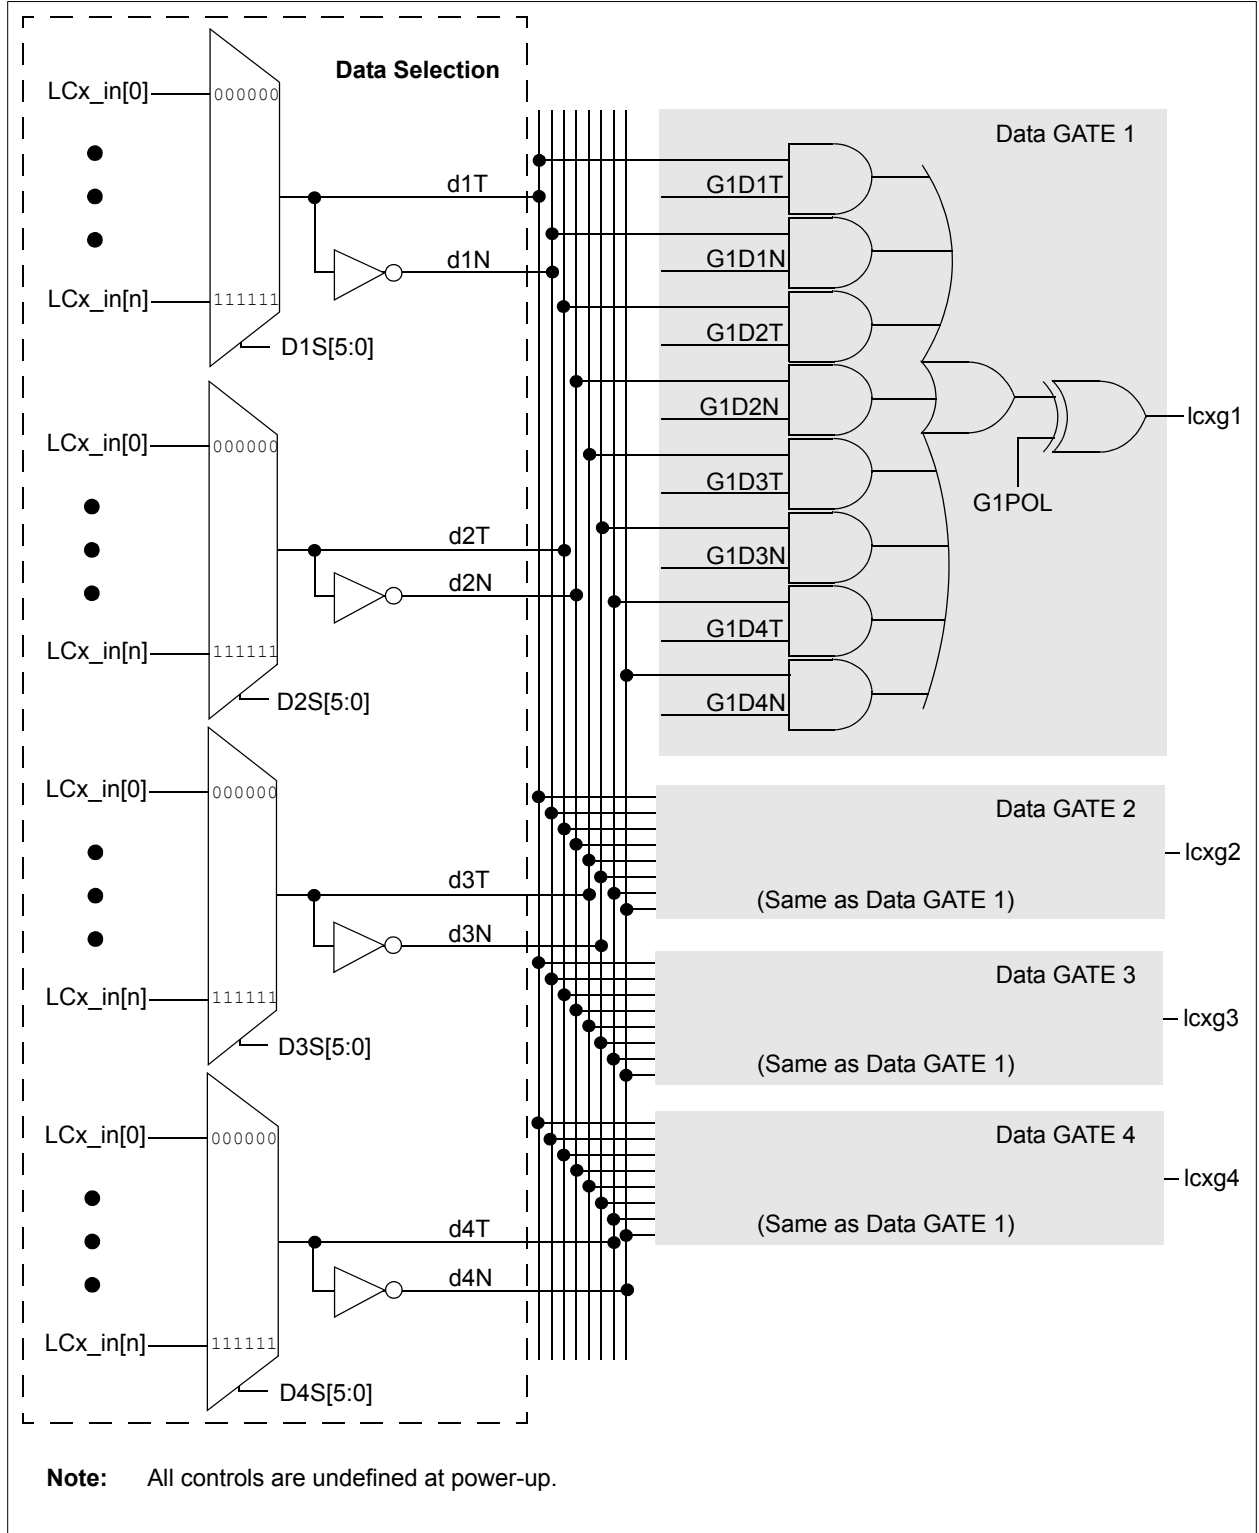 Data Selection
LCx_in[0]
000000
d1T
d1N
LCx_in[n]
111111
D1S[5:0]
LCx_in[0]
000000
d2T
d2N
LCx_in[n]
111111
D2S[5:0]
LCx_in[0]
000000
d3T
d3N
LCx_in[n]
111111
D3S[5:0]
LCx_in[0]
000000
d4T
d4N
LCx_in[n]
111111
D4S[5:0]
Data GATE 1
G1D1T
G1D1N
G1D2T
G1D2N
G1D3T
G1D3N
G1D4T
G1D4N
G1POL
lcxg1
Data GATE 2
(Same as Data GATE 1)
lcxg2
Data GATE 3
(Same as Data GATE 1)
lcxg3
Data GATE 4
(Same as Data GATE 1)
lcxg4
Note: All controls are undefined at power-up.